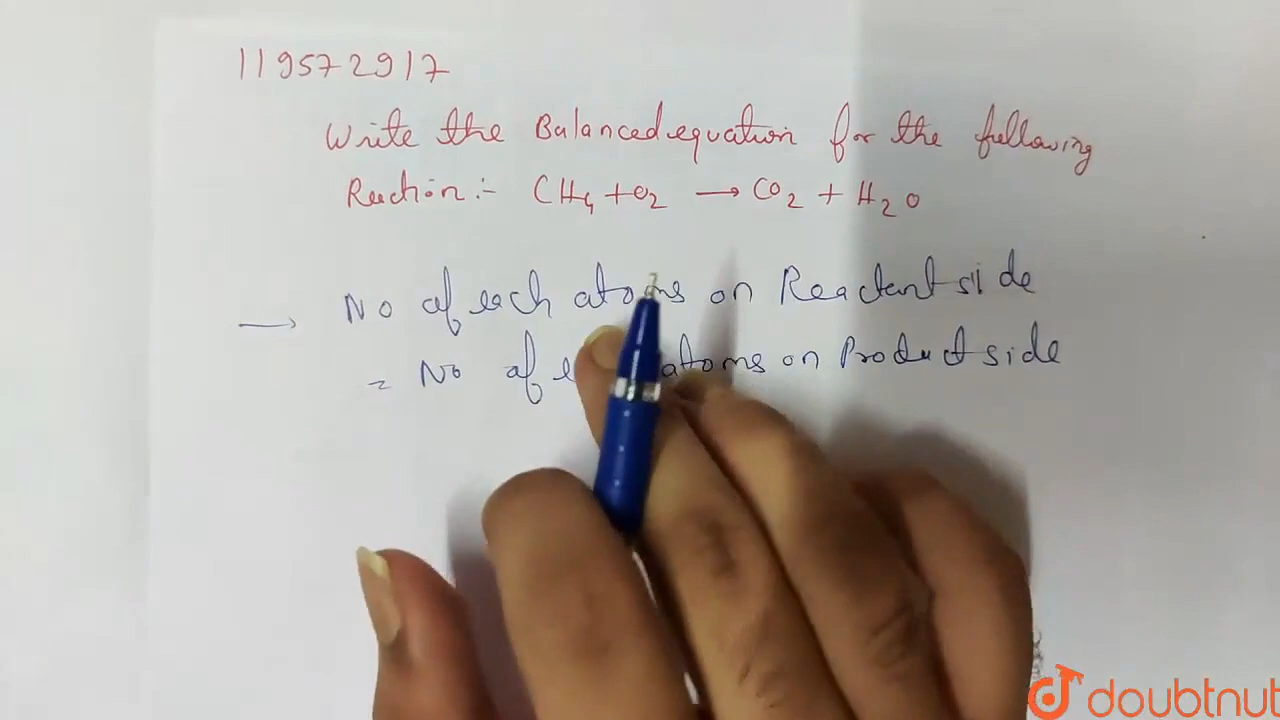 119572917
Write the Balanced equation for the following
Rection :- CH4 + O2 → CO2 + H2O
→ No of each atoms on Reactant side
= No of atoms on Product side
doubtnut